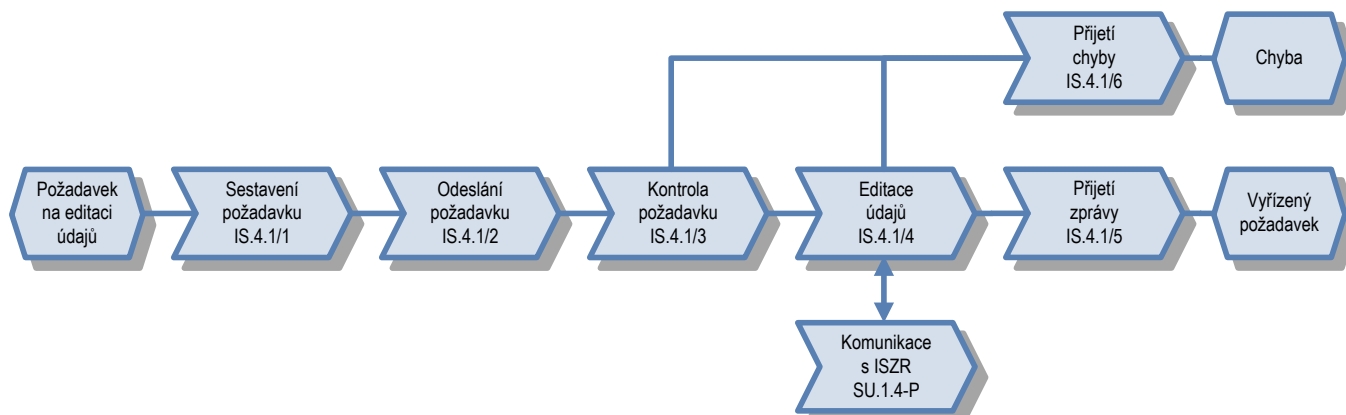 Přijetí
chyby
IS.4.1/6
Chyba
Požadavek
na editaci
údajů
Sestavení
požadavku
IS.4.1/1
Odeslání
požadavku
IS.4.1/2
Kontrola
požadavku
IS.4.1/3
Editace
údajů
IS.4.1/4
Přijetí
zprávy
IS.4.1/5
Vyřízený
požadavek
Komunikace
s ISZR
SU.1.4-P